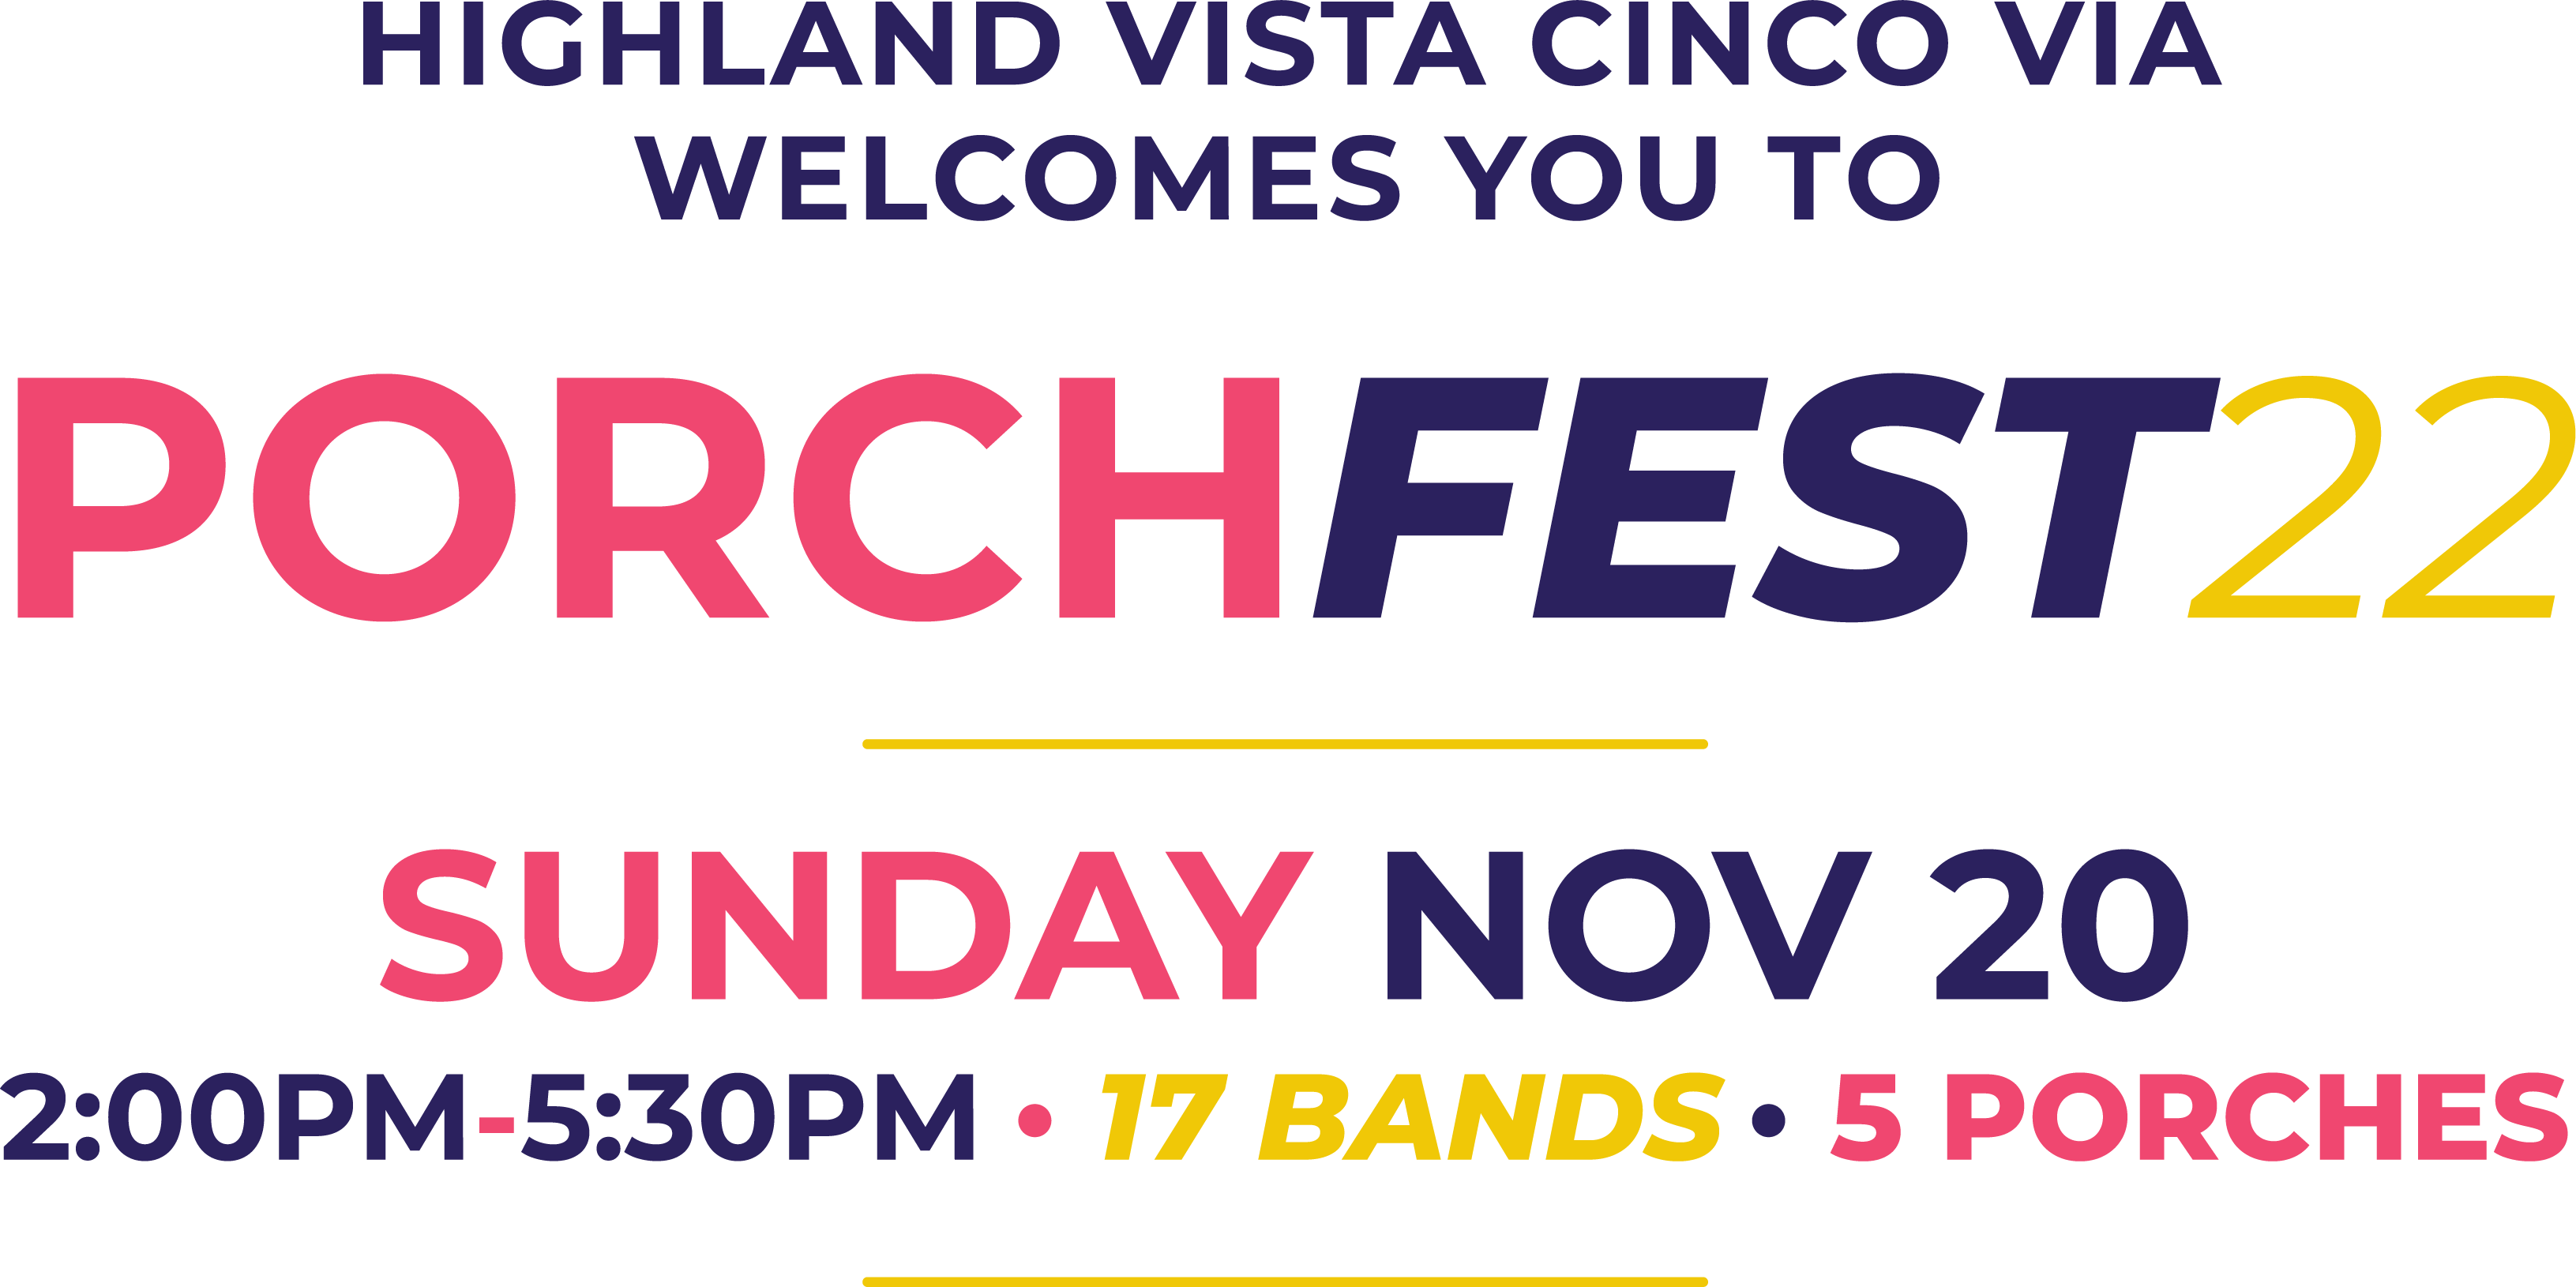 HIGHLAND VISTA CINCO VIA
WELCOMES YOU TO
PORCHFEST22
SUNDAY NOV 20
2:00PM-5:30PM • 17 BANDS • 5 PORCHES